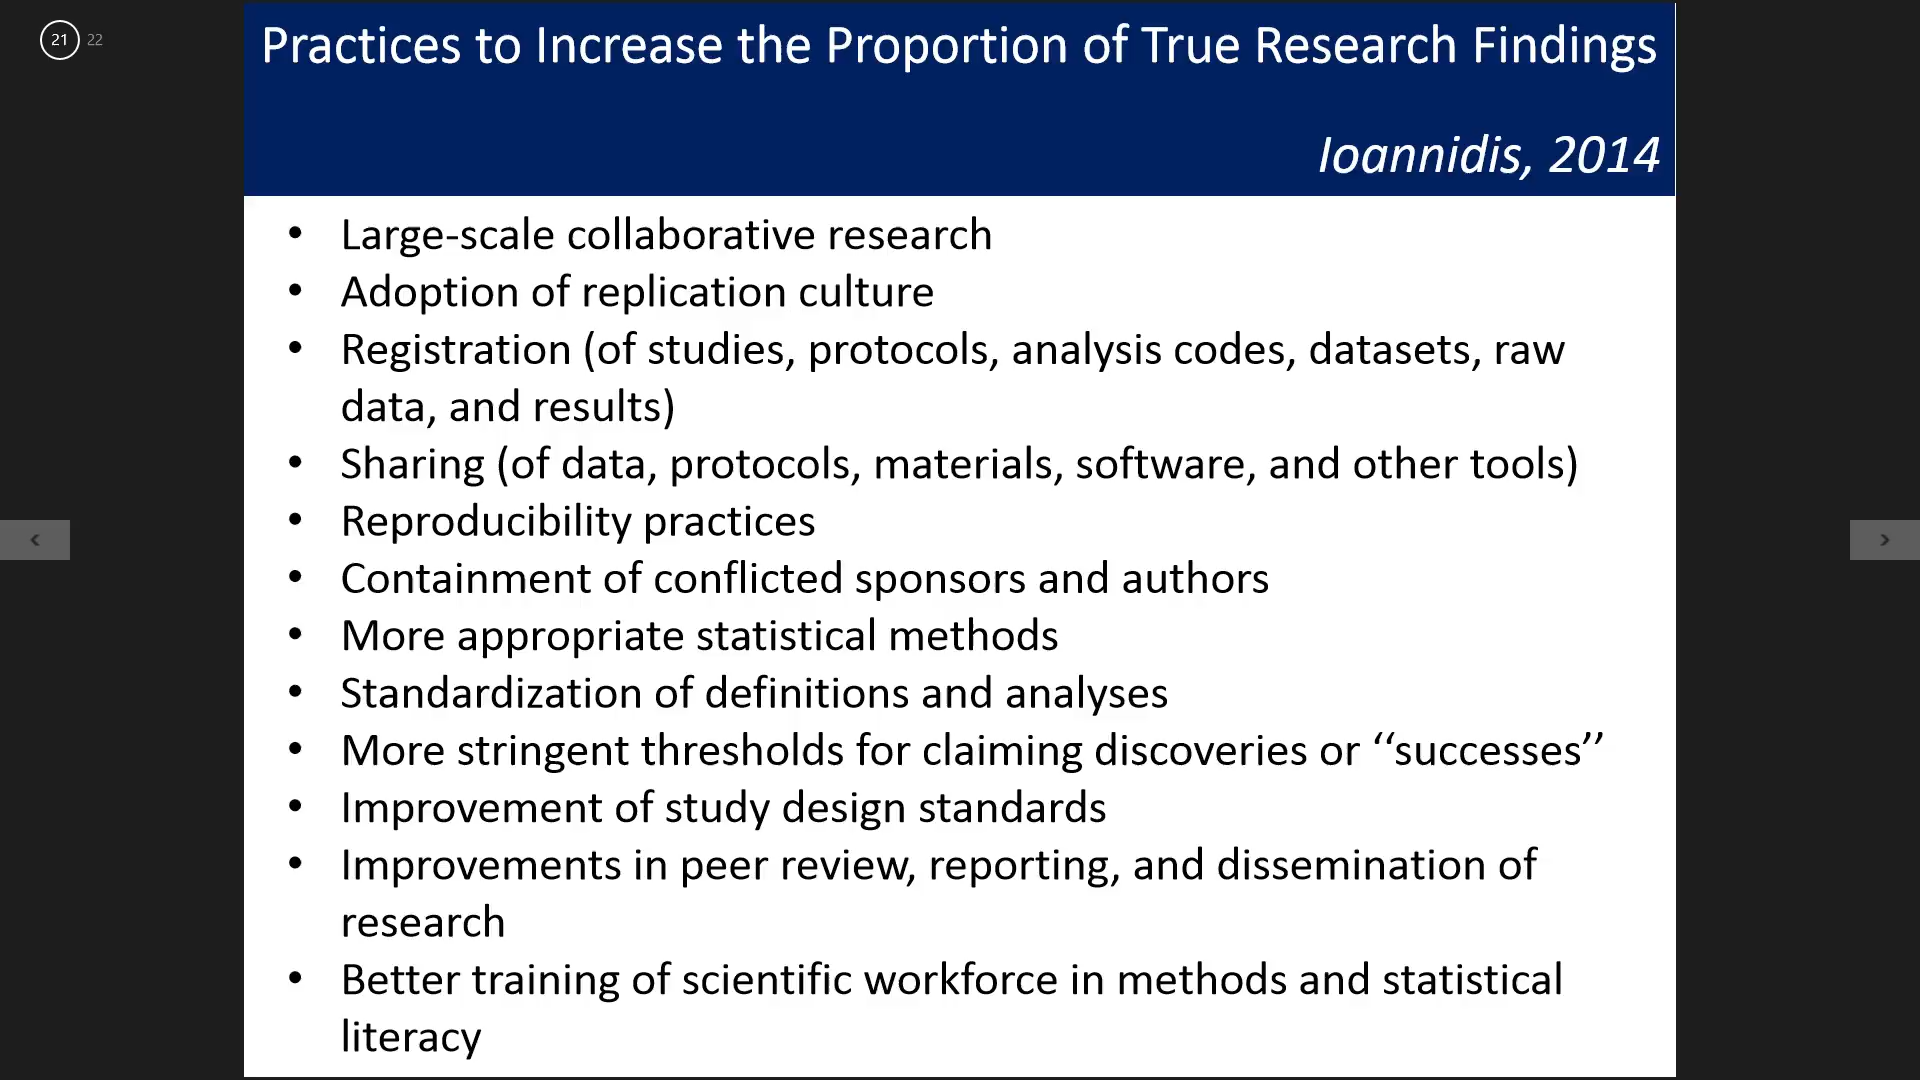 21 22
Practices to Increase the Proportion of True Research Findings
Ioannidis, 2014
• Large-scale collaborative research
• Adoption of replication culture
• Registration (of studies, protocols, analysis codes, datasets, raw
data, and results)
• Sharing (of data, protocols, materials, software, and other tools)
• Reproducibility practices
• Containment of conflicted sponsors and authors
• More appropriate statistical methods
• Standardization of definitions and analyses
• More stringent thresholds for claiming discoveries or ‘‘successes’’
• Improvement of study design standards
• Improvements in peer review, reporting, and dissemination of
research
• Better training of scientific workforce in methods and statistical
literacy